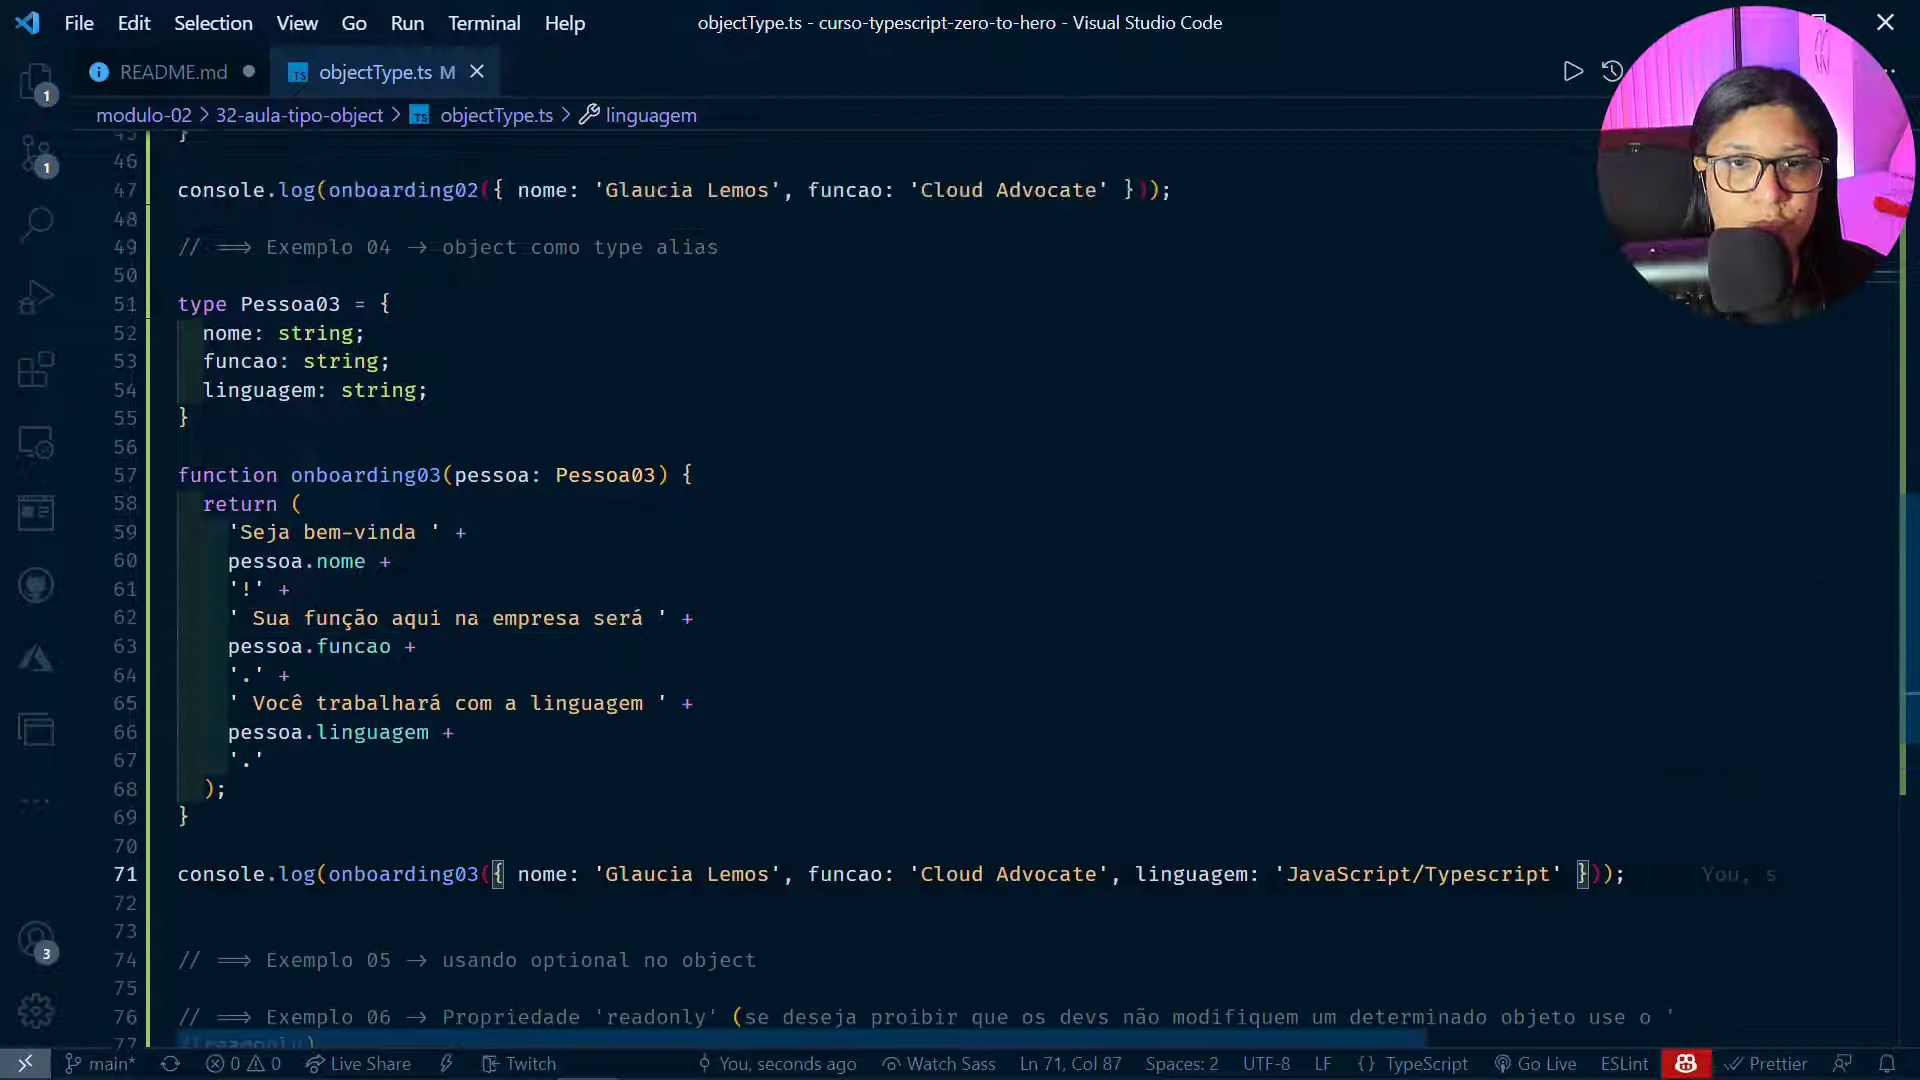 File Edit Selection View Go Run Terminal Help objectType.ts - curso-typescript-zero-to-hero - Visual Studio Code
README.md objectType.ts M
modulo-02 > 32-aula-tipo-object > TS objectType.ts > linguagem
45 }
46
47 console.log(onboarding02({ nome: 'Glaucia Lemos', funcao: 'Cloud Advocate' }));
48
49 // ==> Exemplo 04 -> object como type alias
50
51 type Pessoa03 = {
52 nome: string;
53 funcao: string;
54 linguagem: string;
55 }
56
57 function onboarding03(pessoa: Pessoa03) {
58 return (
59 'Seja bem-vinda ' +
60 pessoa.nome +
61 '!' +
62 ' Sua função aqui na empresa será ' +
63 pessoa.funcao +
64 '.' +
65 ' Você trabalhará com a linguagem ' +
66 pessoa.linguagem +
67 '.'
68 );
69 }
70
71 console.log(onboarding03({ nome: 'Glaucia Lemos', funcao: 'Cloud Advocate', linguagem: 'JavaScript/Typescript' })); You, s
72
73
74 // ==> Exemplo 05 -> usando optional no object
75
76 // ==> Exemplo 06 -> Propriedade 'readonly' (se deseja proibir que os devs não modifiquem um determinado objeto use o '
77
1
1
3
main* 0 0 Live Share Twitch You, seconds ago Watch Sass Ln 71, Col 87 Spaces: 2 UTF-8 LF { } TypeScript Go Live ESLint Prettier